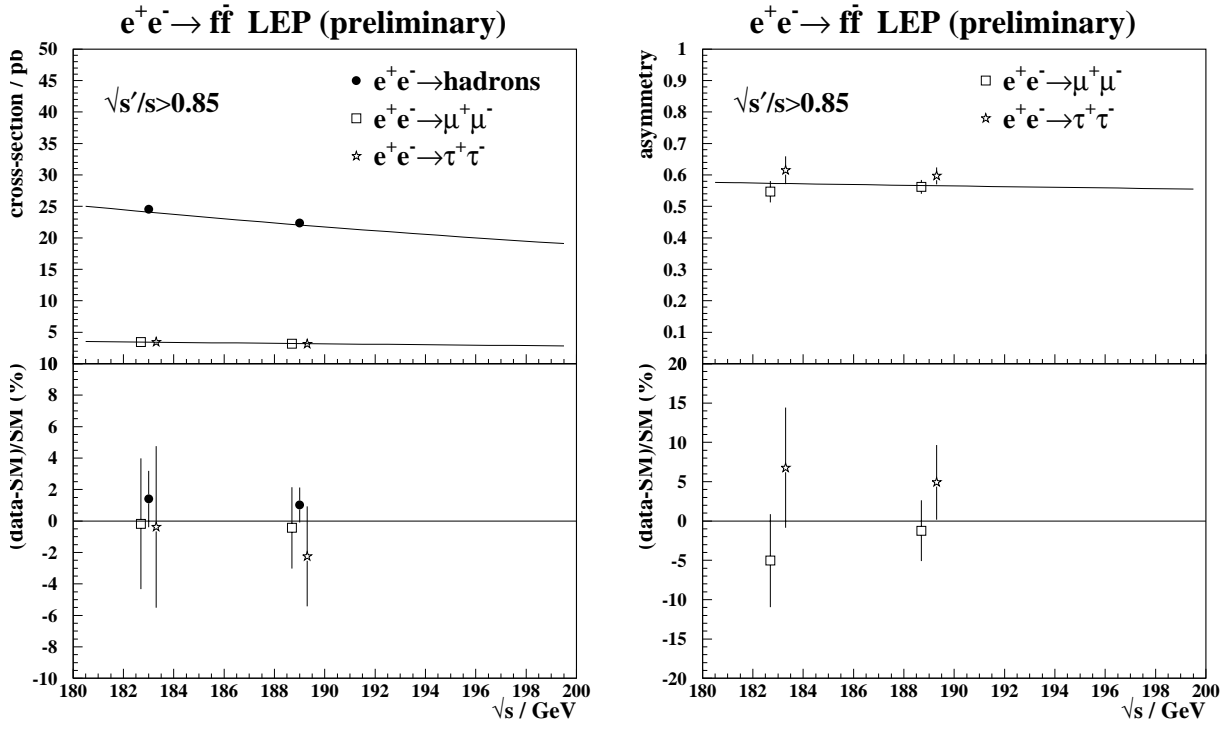 e⁺e⁻→ ff̄ LEP (preliminary)
cross-section / pb
50
45
40
35
30
25
20
15
10
5
√s′/s>0.85
e⁺e⁻→hadrons
e⁺e⁻→μ⁺μ⁻
e⁺e⁻→τ⁺τ⁻
(data-SM)/SM (%)
10
8
6
4
2
0
-2
-4
-6
-8
-10
180 182 184 186 188 190 192 194 196 198 200
√s / GeV
e⁺e⁻→ ff̄ LEP (preliminary)
asymmetry
1
0.9
0.8
0.7
0.6
0.5
0.4
0.3
0.2
0.1
√s′/s>0.85
e⁺e⁻→μ⁺μ⁻
e⁺e⁻→τ⁺τ⁻
(data-SM)/SM (%)
20
15
10
5
0
-5
-10
-15
-20
180 182 184 186 188 190 192 194 196 198 200
√s / GeV